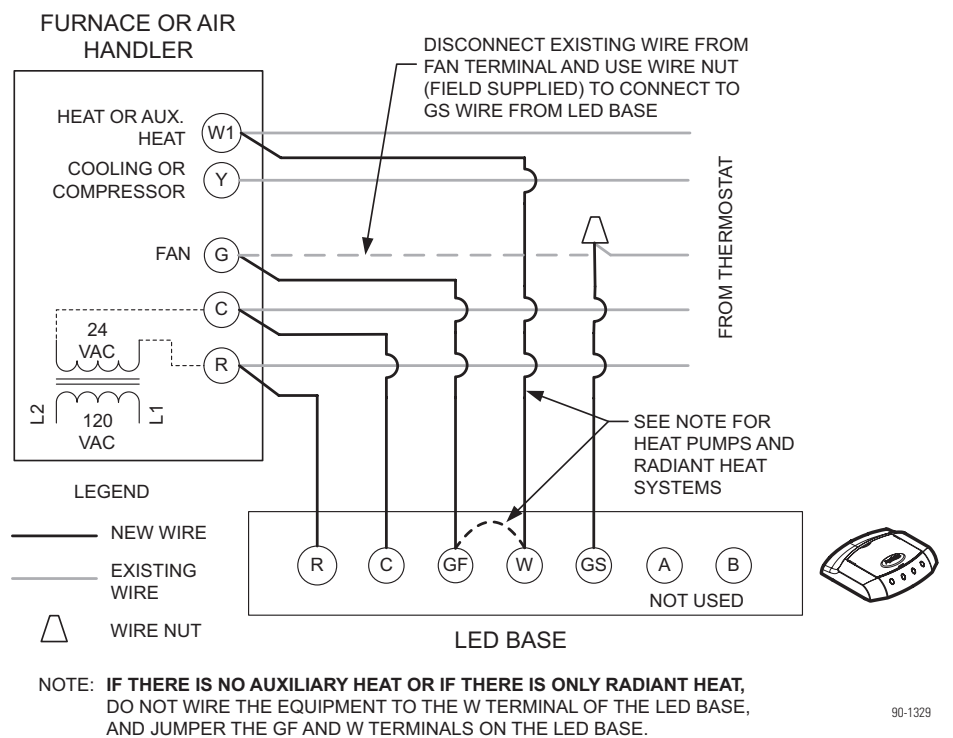 FURNACE OR AIR
HANDLER
DISCONNECT EXISTING WIRE FROM
FAN TERMINAL AND USE WIRE NUT
(FIELD SUPPLIED) TO CONNECT TO
GS WIRE FROM LED BASE
HEAT OR AUX.
HEAT
W1
COOLING OR
COMPRESSOR
Y
FAN
G
C
R
24
VAC
120
VAC
L2
L1
FROM THERMOSTAT
SEE NOTE FOR
HEAT PUMPS AND
RADIANT HEAT
SYSTEMS
LEGEND
NEW WIRE
EXISTING
WIRE
WIRE NUT
R
C
GF
W
GS
A
B
NOT USED
LED BASE
NOTE: IF THERE IS NO AUXILIARY HEAT OR IF THERE IS ONLY RADIANT HEAT,
DO NOT WIRE THE EQUIPMENT TO THE W TERMINAL OF THE LED BASE,
AND JUMPER THE GF AND W TERMINALS ON THE LED BASE.
90-1329